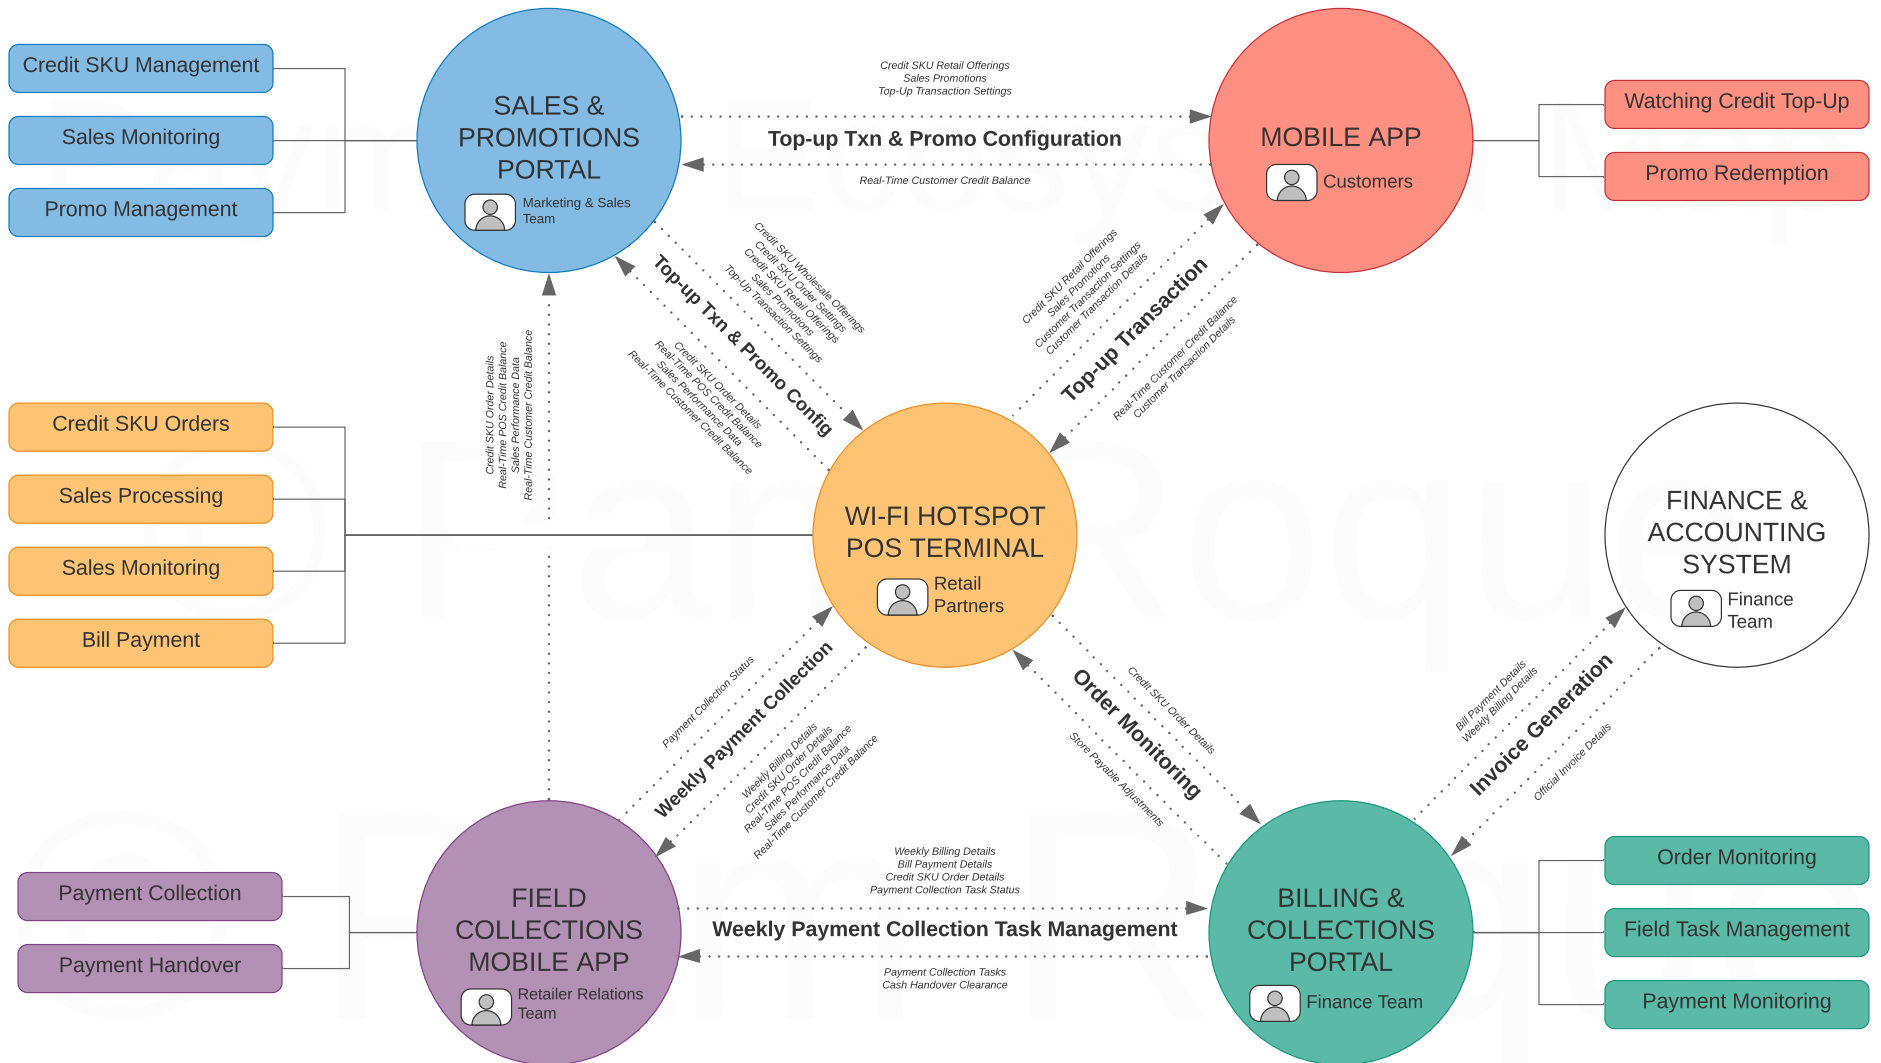 Credit SKU Management
Sales Monitoring
Promo Management
SALES &
PROMOTIONS
PORTAL
Marketing & Sales
Team
Credit SKU Retail Offerings
Sales Promotions
Top-Up Transaction Settings
Top-up Txn & Promo Configuration
Real-Time Customer Credit Balance
MOBILE APP
Customers
Watching Credit Top-Up
Promo Redemption
Credit SKU Wholesale Offerings
Credit SKU Order Settings
Credit SKU Retail Offerings
Sales Promotions
Top-Up Transaction Settings
Top-up Txn & Promo Config
Credit SKU Order Details
Real-Time POS Credit Balance
Sales Performance Data
Real-Time Customer Credit Balance
Credit SKU Retail Offerings
Sales Promotions
Customer Transaction Settings
Customer Transaction Details
Top-up Transaction
Real-Time Customer Credit Balance
Customer Transaction Details
Credit SKU Order Details
Real-Time POS Credit Balance
Sales Performance Data
Real-Time Customer Credit Balance
Credit SKU Orders
Sales Processing
Sales Monitoring
Bill Payment
WI-FI HOTSPOT
POS TERMINAL
Retail
Partners
FINANCE &
ACCOUNTING
SYSTEM
Finance
Team
Payment Collection Status
Weekly Payment Collection
Weekly Billing Details
Credit SKU Order Details
Real-Time POS Credit Balance
Sales Performance Data
Real-Time Customer Credit Balance
Credit SKU Order Details
Order Monitoring
Store Payable Adjustments
Bill Payment Details
Weekly Billing Details
Invoice Generation
Official Invoice Details
Payment Collection
Payment Handover
FIELD
COLLECTIONS
MOBILE APP
Retailer Relations
Team
Weekly Billing Details
Bill Payment Details
Credit SKU Order Details
Payment Collection Task Status
Weekly Payment Collection Task Management
Payment Collection Tasks
Cash Handover Clearance
BILLING &
COLLECTIONS
PORTAL
Finance Team
Order Monitoring
Field Task Management
Payment Monitoring
© Pam Roque
© Pam Roque